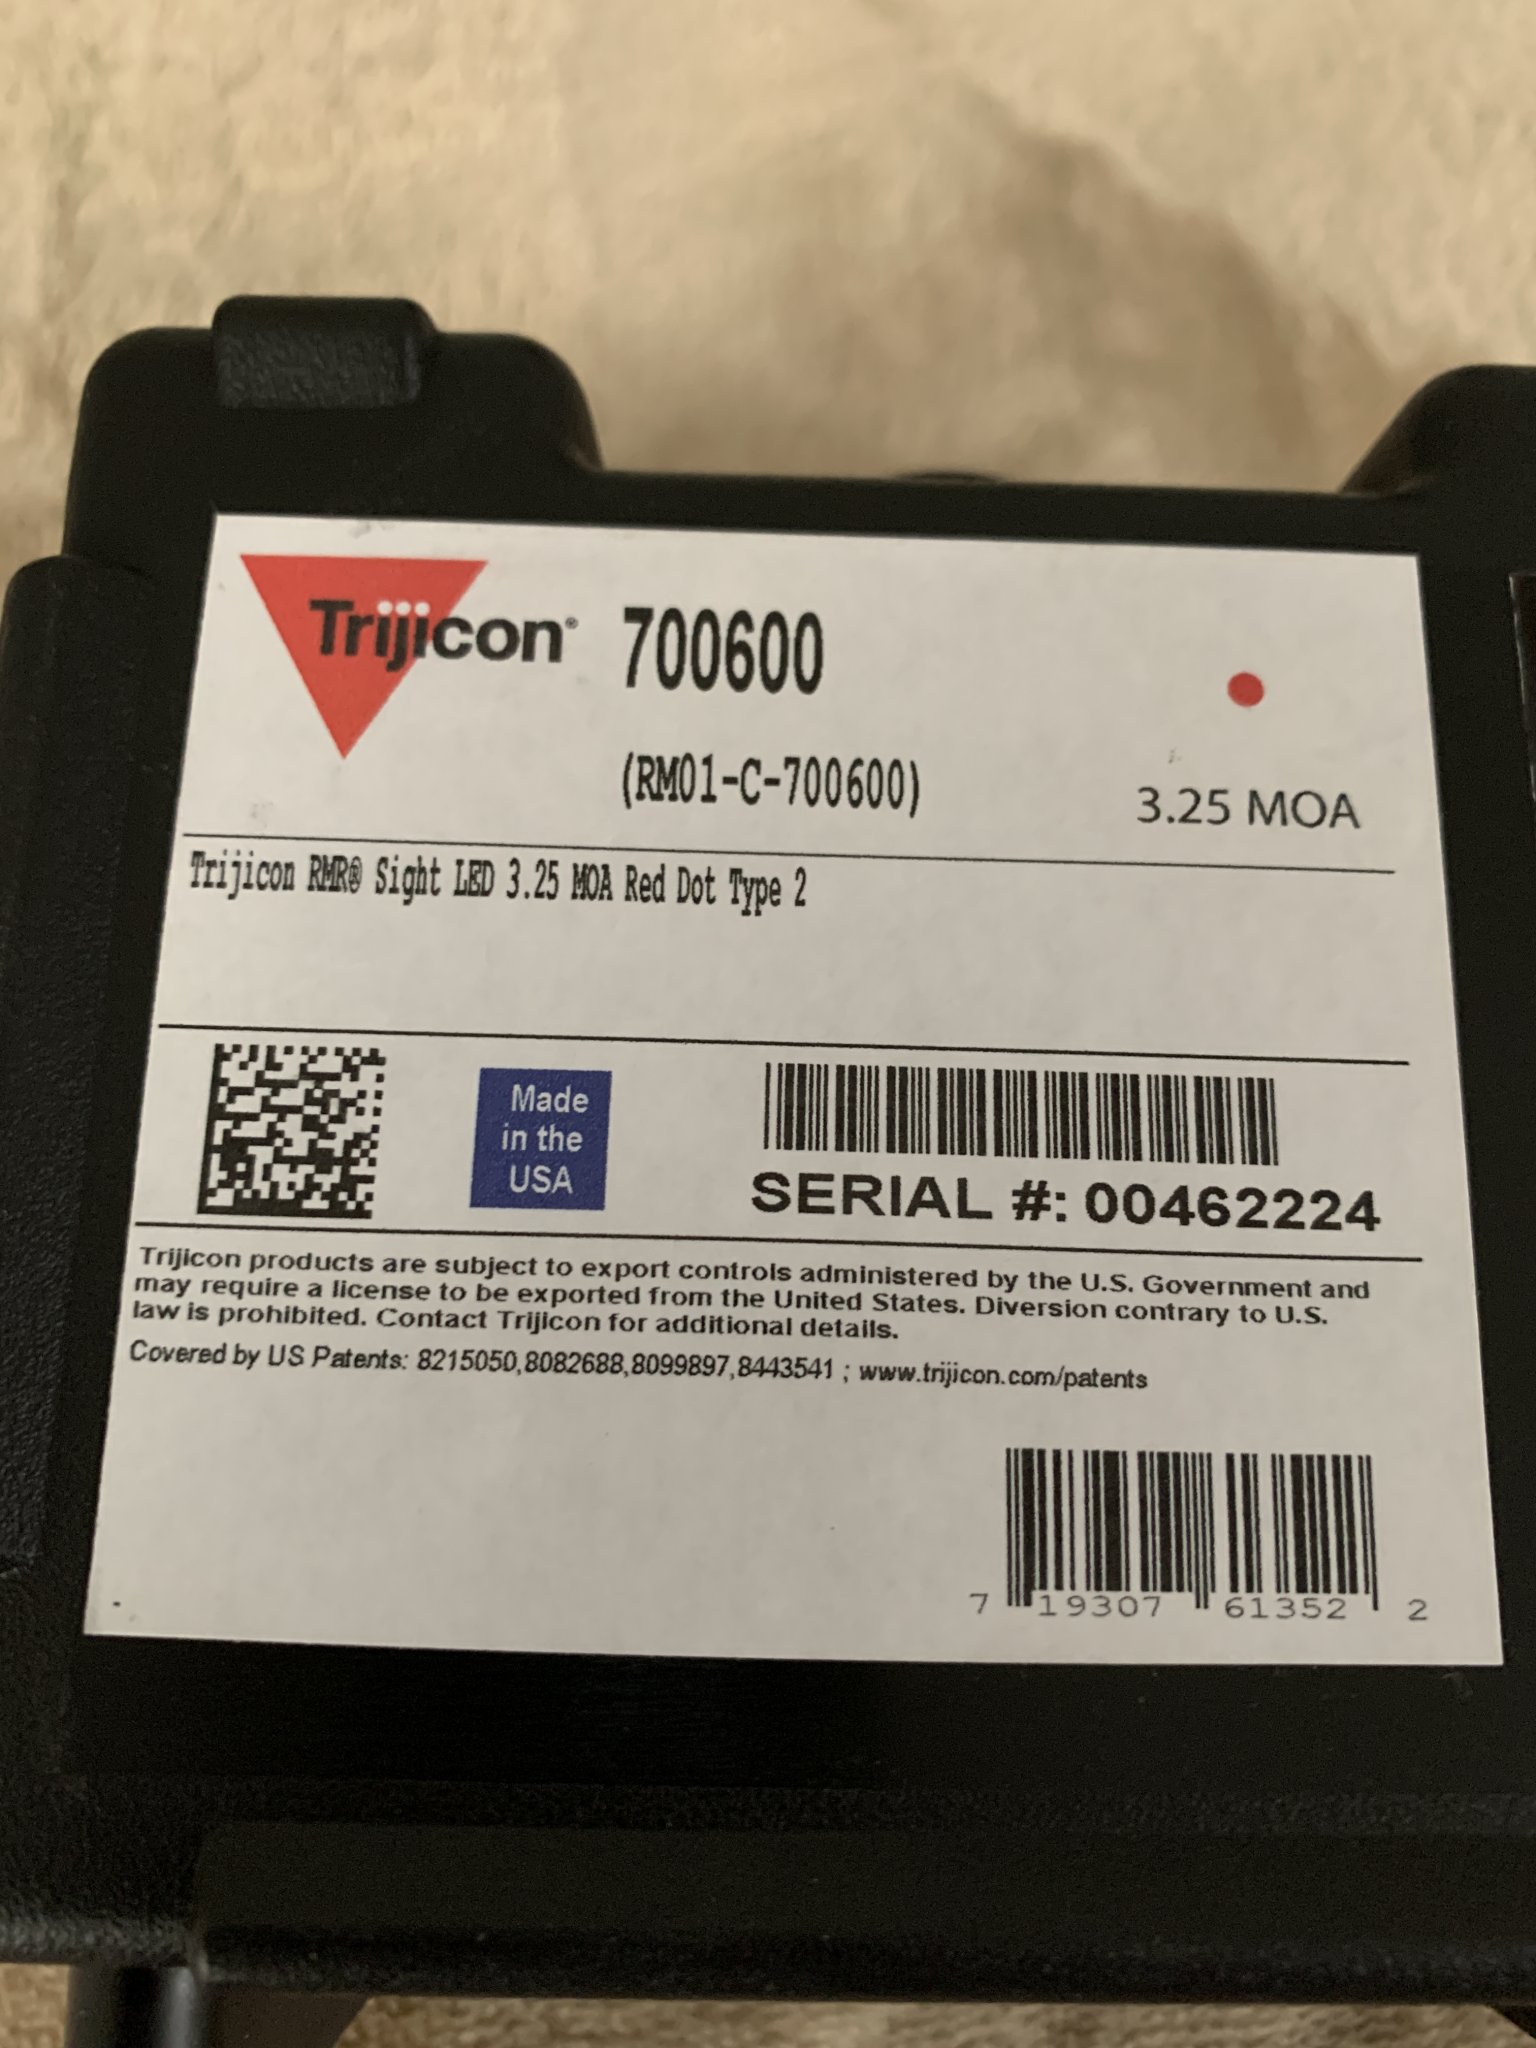 Trijicon® 700600
(RM01-C-700600)
3.25 MOA
Trijicon RMR® Sight LED 3.25 MOA Red Dot Type 2
Made
in the
USA
SERIAL #: 00462224
Trijicon products are subject to export controls administered by the U.S. Government and
may require a license to be exported from the United States. Diversion contrary to U.S.
law is prohibited. Contact Trijicon for additional details.
Covered by US Patents: 8215050,8082688,8099897,8443541 ; www.trijicon.com/patents
7 19307 61352 2